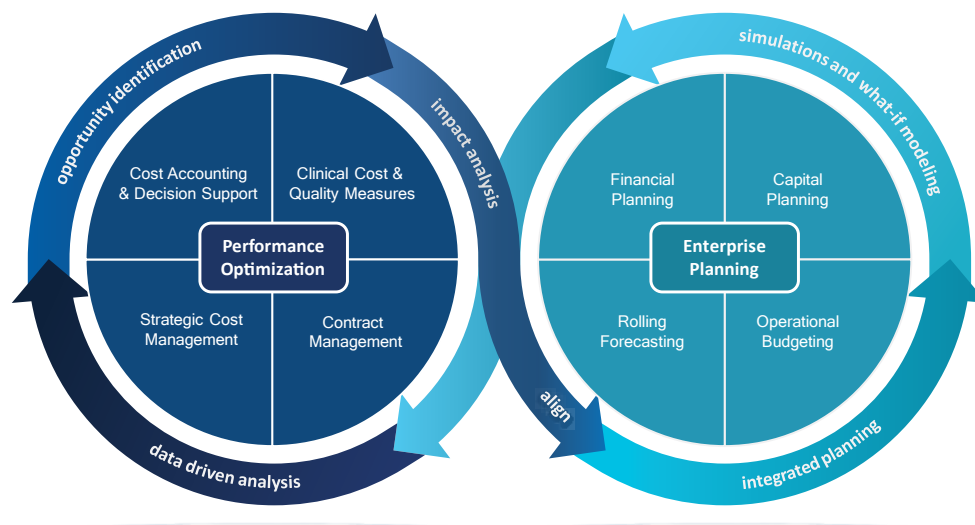 opportunity identification
impact analysis
simulations and what-if modeling
Cost Accounting
& Decision Support
Clinical Cost &
Quality Measures
Performance
Optimization
Strategic Cost
Management
Contract
Management
Financial
Planning
Capital
Planning
Enterprise
Planning
Rolling
Forecasting
Operational
Budgeting
data driven analysis
align
integrated planning